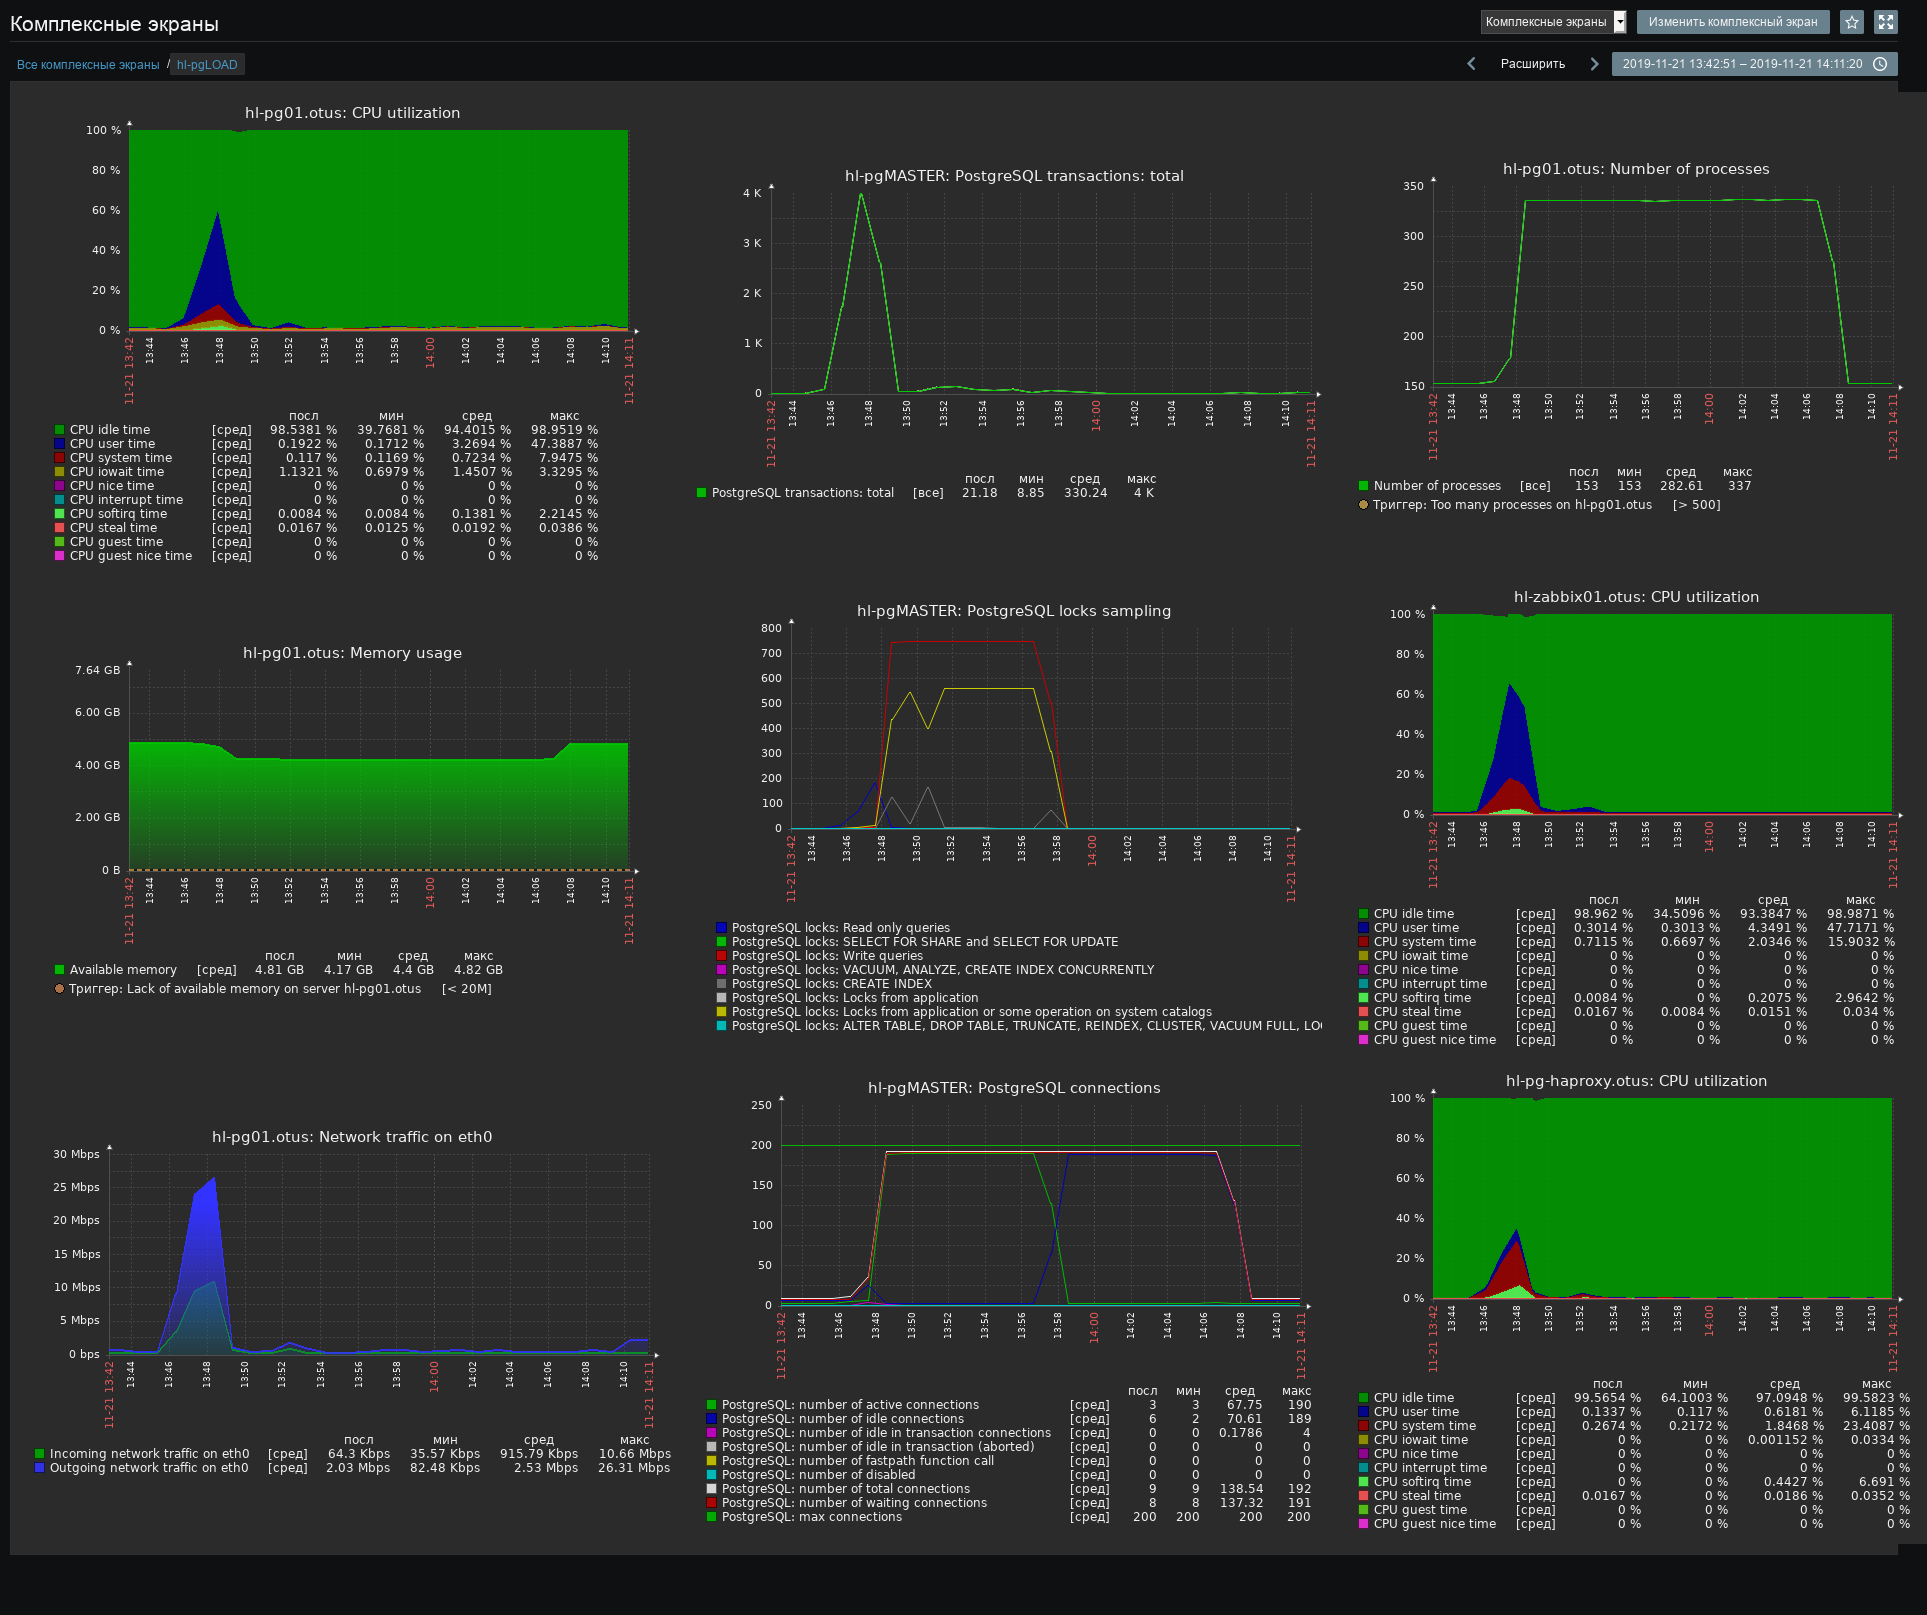 Комплексные экраны
Комплексные экраны
Изменить комплексный экран
Все комплексные экраны / hl-pgLOAD
Расширить
2019-11-21 13:42:51 – 2019-11-21 14:11:20
hl-pg01.otus: CPU utilization
100 %
80 %
60 %
40 %
20 %
0 %
11-21 13:42 13:44 13:46 13:48 13:50 13:52 13:54 13:56 13:58 14:00 14:02 14:04 14:06 14:08 14:10 11-21 14:11
посл мин сред макс
CPU idle time [сред] 98.5381 % 39.7681 % 94.4015 % 98.9519 %
CPU user time [сред] 0.1922 % 0.1712 % 3.2694 % 47.3887 %
CPU system time [сред] 0.117 % 0.1169 % 0.7234 % 7.9475 %
CPU iowait time [сред] 1.1321 % 0.6979 % 1.4507 % 3.3295 %
CPU nice time [сред] 0 % 0 % 0 % 0 %
CPU interrupt time [сред] 0 % 0 % 0 % 0 %
CPU softirq time [сред] 0.0084 % 0.0084 % 0.1381 % 2.2145 %
CPU steal time [сред] 0.0167 % 0.0125 % 0.0192 % 0.0386 %
CPU guest time [сред] 0 % 0 % 0 % 0 %
CPU guest nice time [сред] 0 % 0 % 0 % 0 %
hl-pgMASTER: PostgreSQL transactions: total
4 K
3 K
2 K
1 K
0
11-21 13:42 13:44 13:46 13:48 13:50 13:52 13:54 13:56 13:58 14:00 14:02 14:04 14:06 14:08 14:10 11-21 14:11
посл мин сред макс
PostgreSQL transactions: total [все] 21.18 8.85 330.24 4 K
hl-pg01.otus: Number of processes
350
300
250
200
150
11-21 13:42 13:44 13:46 13:48 13:50 13:52 13:54 13:56 13:58 14:00 14:02 14:04 14:06 14:08 14:10 11-21 14:11
посл мин сред макс
Number of processes [все] 153 153 282.61 337
Триггер: Too many processes on hl-pg01.otus [> 500]
hl-pg01.otus: Memory usage
7.64 GB
6.00 GB
4.00 GB
2.00 GB
0 B
11-21 13:42 13:44 13:46 13:48 13:50 13:52 13:54 13:56 13:58 14:00 14:02 14:04 14:06 14:08 14:10 11-21 14:11
посл мин сред макс
Available memory [сред] 4.81 GB 4.17 GB 4.4 GB 4.82 GB
Триггер: Lack of available memory on server hl-pg01.otus [< 20M]
hl-pgMASTER: PostgreSQL locks sampling
800
700
600
500
400
300
200
100
0
11-21 13:42 13:44 13:46 13:48 13:50 13:52 13:54 13:56 13:58 14:00 14:02 14:04 14:06 14:08 14:10 11-21 14:11
PostgreSQL locks: Read only queries
PostgreSQL locks: SELECT FOR SHARE and SELECT FOR UPDATE
PostgreSQL locks: Write queries
PostgreSQL locks: VACUUM, ANALYZE, CREATE INDEX CONCURRENTLY
PostgreSQL locks: CREATE INDEX
PostgreSQL locks: Locks from application
PostgreSQL locks: Locks from application or some operation on system catalogs
PostgreSQL locks: ALTER TABLE, DROP TABLE, TRUNCATE, REINDEX, CLUSTER, VACUUM FULL, LO
hl-zabbix01.otus: CPU utilization
100 %
80 %
60 %
40 %
20 %
0 %
11-21 13:42 13:44 13:46 13:48 13:50 13:52 13:54 13:56 13:58 14:00 14:02 14:04 14:06 14:08 14:10 11-21 14:11
посл мин сред макс
CPU idle time [сред] 98.962 % 34.5096 % 93.3847 % 98.9871 %
CPU user time [сред] 0.3014 % 0.3013 % 4.3491 % 47.7171 %
CPU system time [сред] 0.7115 % 0.6697 % 2.0346 % 15.9032 %
CPU iowait time [сред] 0 % 0 % 0 % 0 %
CPU nice time [сред] 0 % 0 % 0 % 0 %
CPU interrupt time [сред] 0 % 0 % 0 % 0 %
CPU softirq time [сред] 0.0084 % 0 % 0.2075 % 2.9642 %
CPU steal time [сред] 0.0167 % 0.0084 % 0.0151 % 0.034 %
CPU guest time [сред] 0 % 0 % 0 % 0 %
CPU guest nice time [сред] 0 % 0 % 0 % 0 %
hl-pg01.otus: Network traffic on eth0
30 Mbps
25 Mbps
20 Mbps
15 Mbps
10 Mbps
5 Mbps
0 bps
11-21 13:42 13:44 13:46 13:48 13:50 13:52 13:54 13:56 13:58 14:00 14:02 14:04 14:06 14:08 14:10 11-21 14:11
посл мин сред макс
Incoming network traffic on eth0 [сред] 64.3 Kbps 35.57 Kbps 915.79 Kbps 10.66 Mbps
Outgoing network traffic on eth0 [сред] 2.03 Mbps 82.48 Kbps 2.53 Mbps 26.31 Mbps
hl-pgMASTER: PostgreSQL connections
250
200
150
100
50
0
11-21 13:42 13:44 13:46 13:48 13:50 13:52 13:54 13:56 13:58 14:00 14:02 14:04 14:06 14:08 14:10 11-21 14:11
посл мин сред макс
PostgreSQL: number of active connections [сред] 3 3 67.75 190
PostgreSQL: number of idle connections [сред] 6 2 70.61 189
PostgreSQL: number of idle in transaction connections [сред] 0 0 0.1786 4
PostgreSQL: number of idle in transaction (aborted) [сред] 0 0 0 0
PostgreSQL: number of fastpath function call [сред] 0 0 0 0
PostgreSQL: number of disabled [сред] 0 0 0 0
PostgreSQL: number of total connections [сред] 9 9 138.54 192
PostgreSQL: number of waiting connections [сред] 8 8 137.32 191
PostgreSQL: max connections [сред] 200 200 200 200
hl-pg-haproxy.otus: CPU utilization
100 %
80 %
60 %
40 %
20 %
0 %
11-21 13:42 13:44 13:46 13:48 13:50 13:52 13:54 13:56 13:58 14:00 14:02 14:04 14:06 14:08 14:10 11-21 14:11
посл мин сред макс
CPU idle time [сред] 99.5654 % 64.1003 % 97.0948 % 99.5823 %
CPU user time [сред] 0.1337 % 0.117 % 0.6181 % 6.1185 %
CPU system time [сред] 0.2674 % 0.2172 % 1.8468 % 23.4087 %
CPU iowait time [сред] 0 % 0 % 0.001152 % 0.0334 %
CPU nice time [сред] 0 % 0 % 0 % 0 %
CPU interrupt time [сред] 0 % 0 % 0 % 0 %
CPU softirq time [сред] 0 % 0 % 0.4427 % 6.691 %
CPU steal time [сред] 0.0167 % 0 % 0.0186 % 0.0352 %
CPU guest time [сред] 0 % 0 % 0 % 0 %
CPU guest nice time [сред] 0 % 0 % 0 % 0 %